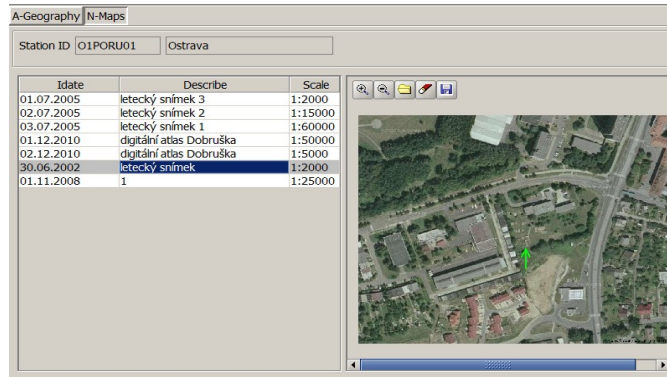 A-Geography N-Maps
Station ID O1PORU01 Ostrava
Idate Describe Scale
01.07.2005 letecký snímek 3 1:2000
02.07.2005 letecký snímek 2 1:15000
03.07.2005 letecký snímek 1 1:60000
01.12.2010 digitální atlas Dobruška 1:50000
02.12.2010 digitální atlas Dobruška 1:5000
30.06.2002 letecký snímek 1:2000
01.11.2008 1 1:25000